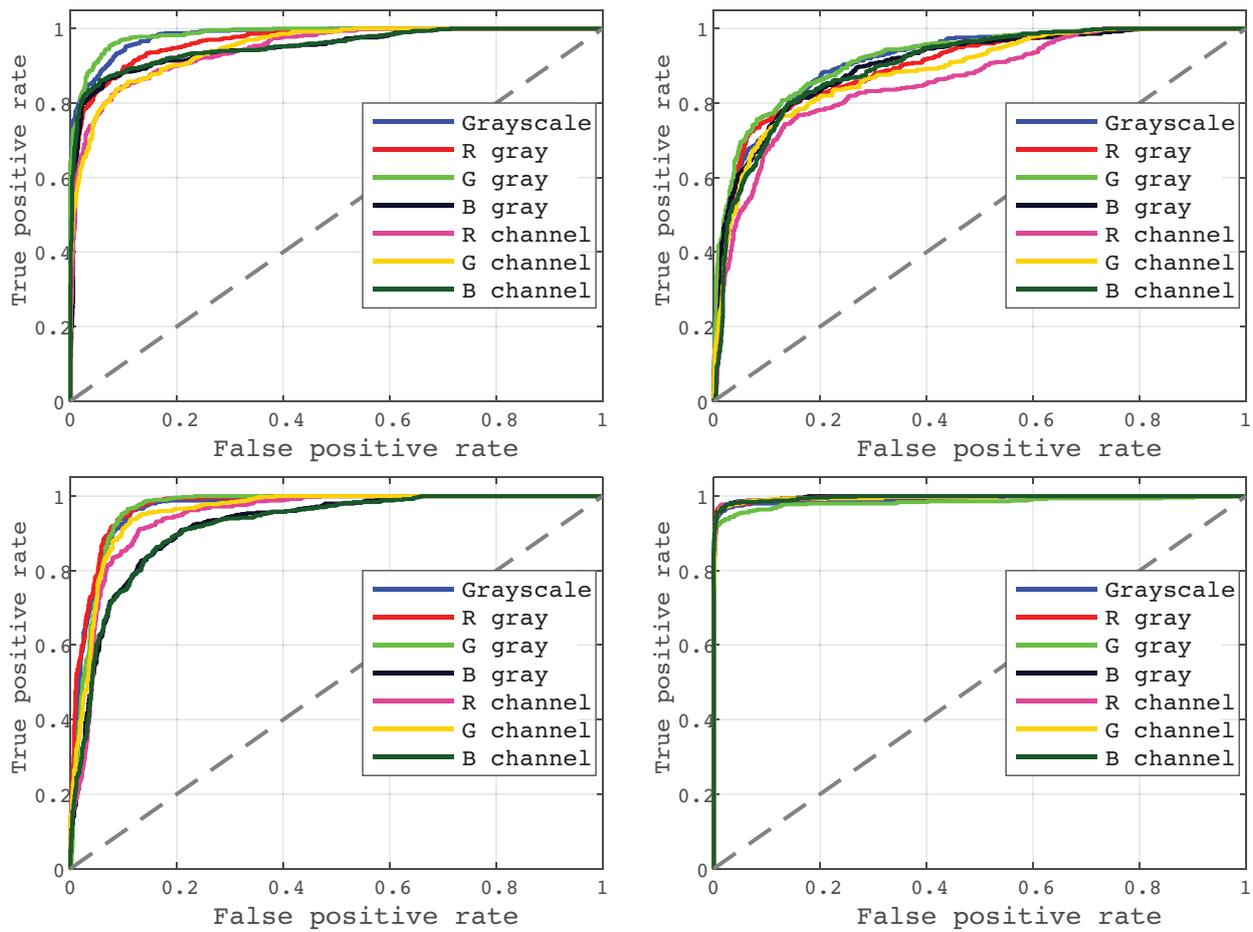 1
0.8
0.6
0.4
0.2
0
True positive rate
Grayscale
R gray
G gray
B gray
R channel
G channel
B channel
0 0.2 0.4 0.6 0.8 1
False positive rate
1
0.8
0.6
0.4
0.2
0
True positive rate
Grayscale
R gray
G gray
B gray
R channel
G channel
B channel
0 0.2 0.4 0.6 0.8 1
False positive rate
1
0.8
0.6
0.4
0.2
0
True positive rate
Grayscale
R gray
G gray
B gray
R channel
G channel
B channel
0 0.2 0.4 0.6 0.8 1
False positive rate
1
0.8
0.6
0.4
0.2
0
True positive rate
Grayscale
R gray
G gray
B gray
R channel
G channel
B channel
0 0.2 0.4 0.6 0.8 1
False positive rate